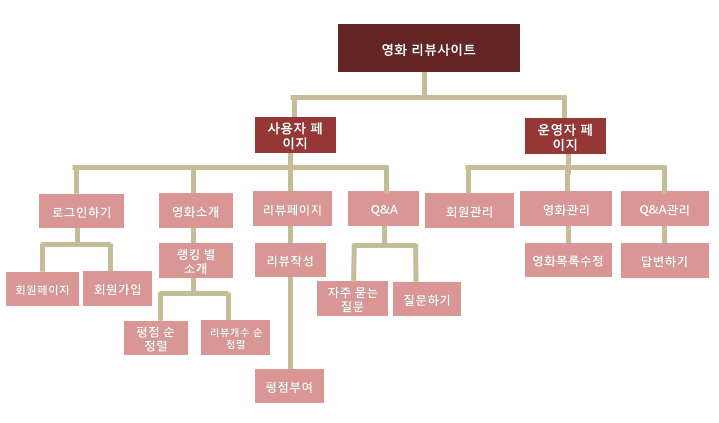 영화 리뷰사이트
사용자 페
이지
운영자 페
이지
로그인하기
영화소개
리뷰페이지
Q&A
회원관리
영화관리
Q&A관리
랭킹 별
소개
리뷰작성
영화목록수정
답변하기
회원페이지
회원가입
자주 묻는
질문
질문하기
평점 순
정렬
리뷰개수 순
정렬
평점부여